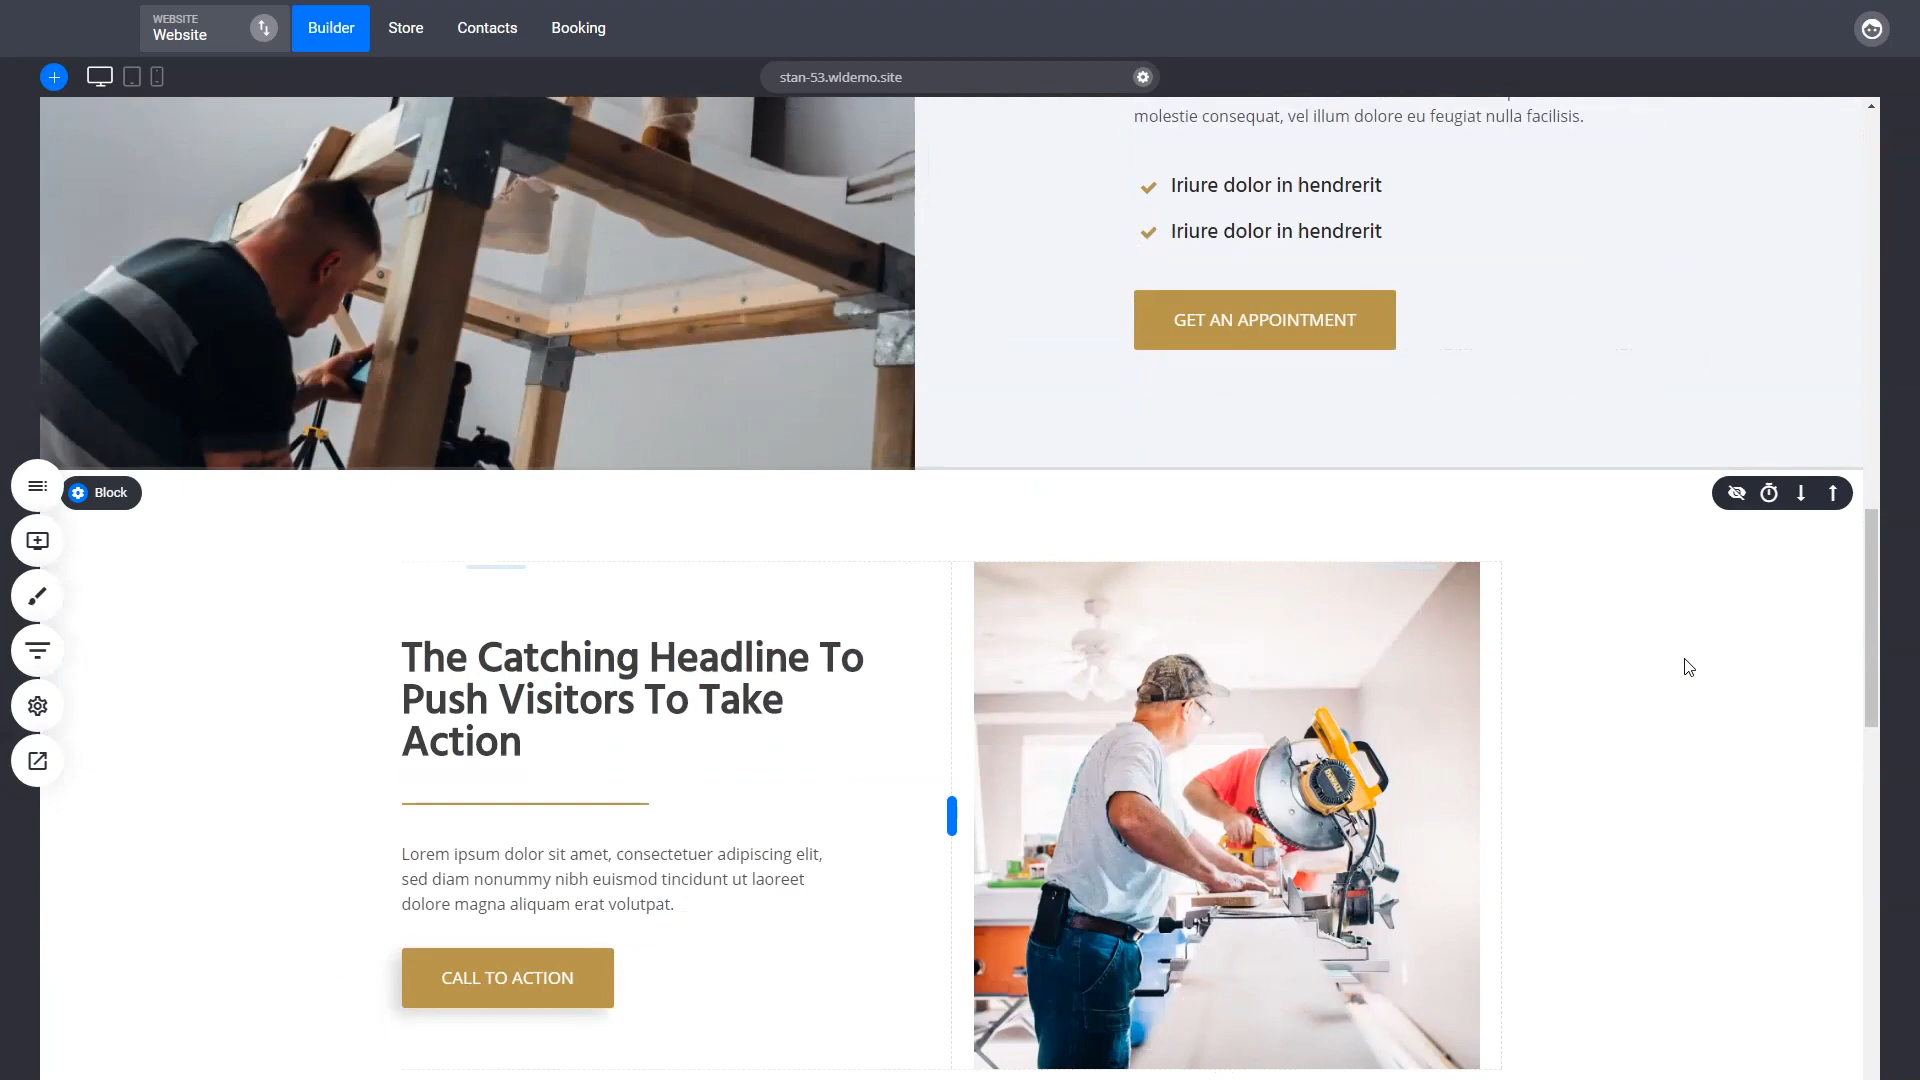 WEBSITE
Website
Builder
Store
Contacts
Booking
stan-53.wldemo.site
molestie consequat, vel illum dolore eu feugiat nulla facilisis.
Iriure dolor in hendrerit
Iriure dolor in hendrerit
GET AN APPOINTMENT
Block
The Catching Headline To
Push Visitors To Take
Action
Lorem ipsum dolor sit amet, consectetuer adipiscing elit,
sed diam nonummy nibh euismod tincidunt ut laoreet
dolore magna aliquam erat volutpat.
CALL TO ACTION
DEWALT